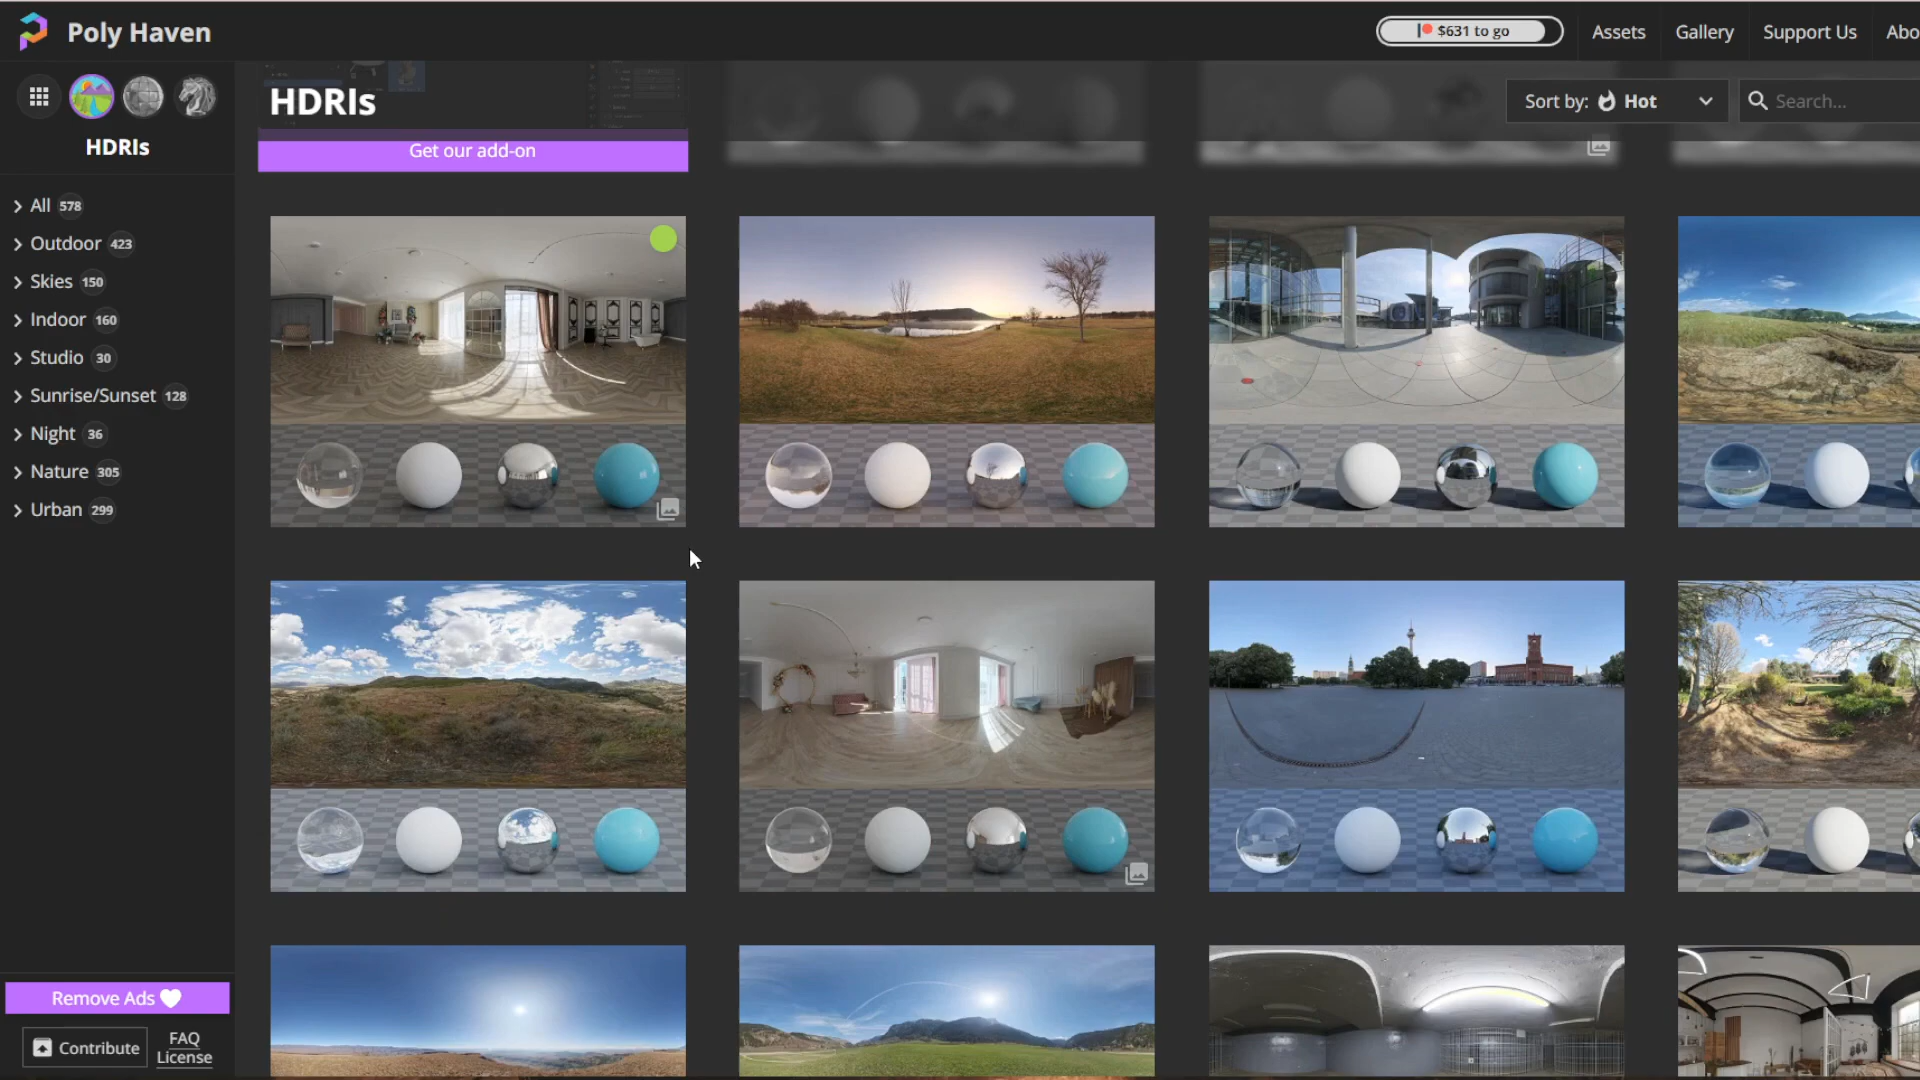 Poly Haven
$631 to go
Assets
Gallery
Support Us
Abo
HDRIs
Sort by: Hot
Search...
Get our add-on
HDRIs
All 578
Outdoor 423
Skies 150
Indoor 160
Studio 30
Sunrise/Sunset 128
Night 36
Nature 305
Urban 299
Remove Ads
Contribute
FAQ
License